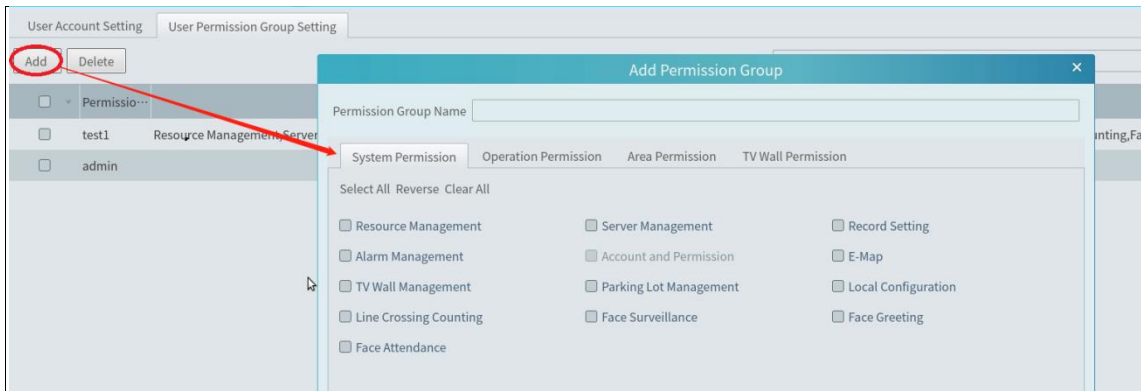 User Account Setting User Permission Group Setting
Add Delete
Add Permission Group ×
Permissio···
Permission Group Name
test1 Resource Management,Server unting,Fa
System Permission Operation Permission Area Permission TV Wall Permission
admin
Select All Reverse Clear All
Resource Management Server Management Record Setting
Alarm Management Account and Permission E-Map
TV Wall Management Parking Lot Management Local Configuration
Line Crossing Counting Face Surveillance Face Greeting
Face Attendance